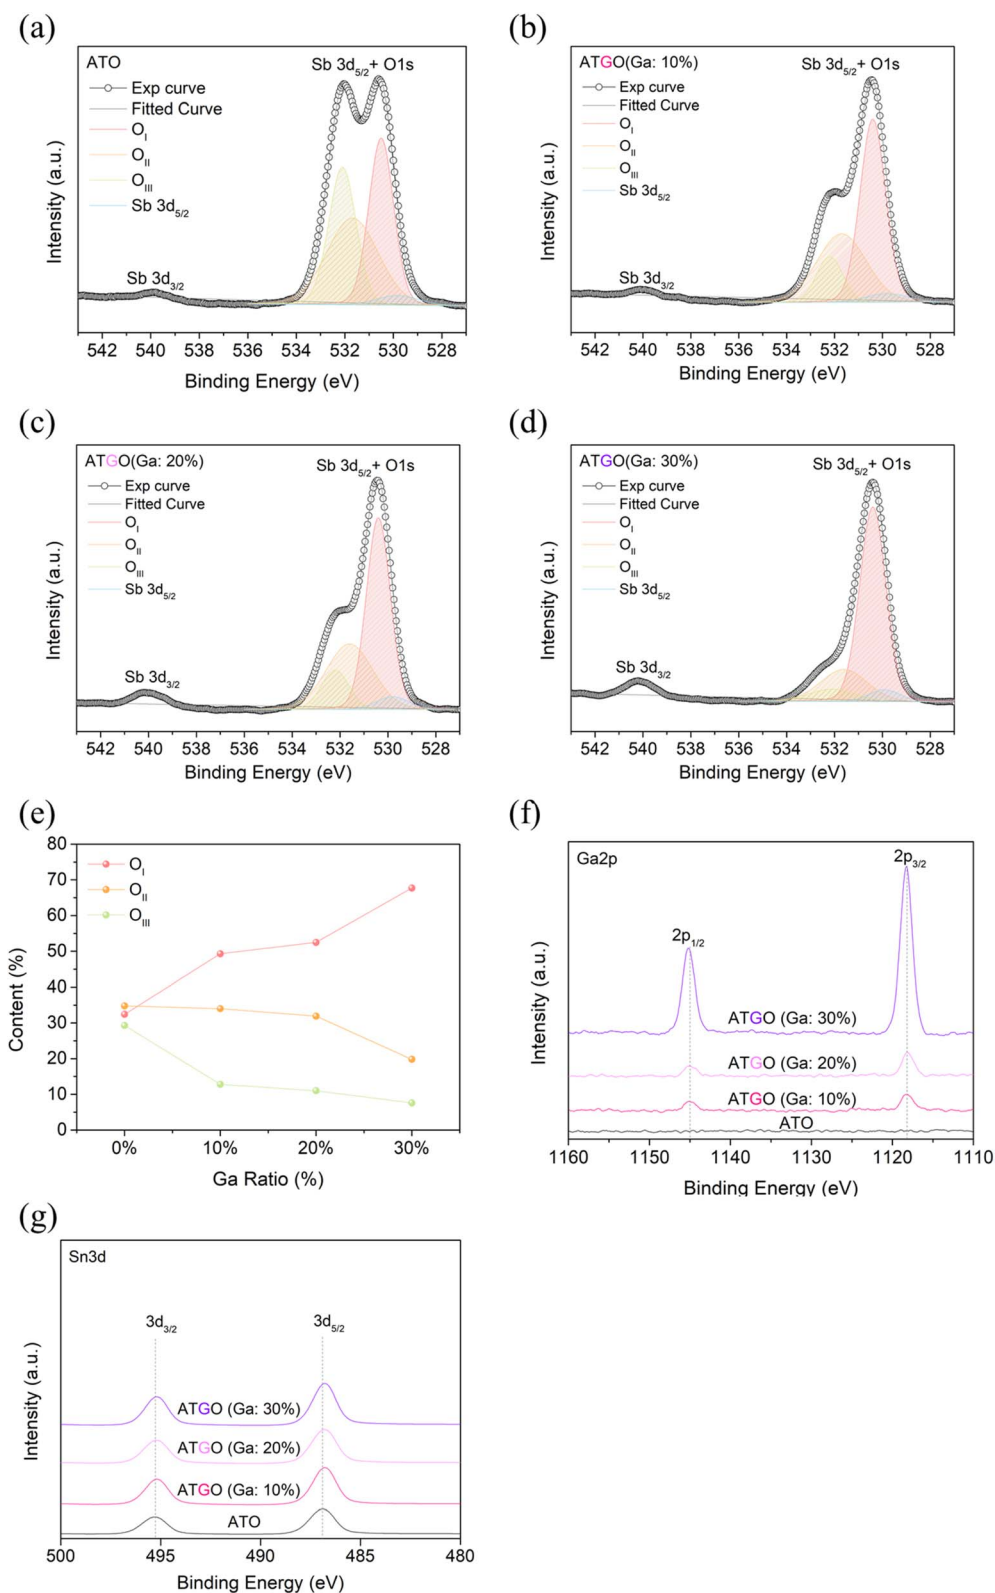 (a)
ATO
Sb 3d5/2 + O1s
Exp curve
Fitted Curve
OI
OII
OIII
Sb 3d5/2
Sb 3d3/2
Intensity (a.u.)
542 540 538 536 534 532 530 528
Binding Energy (eV)
(b)
ATGO(Ga: 10%)
Sb 3d5/2 + O1s
Exp curve
Fitted Curve
OI
OII
OIII
Sb 3d5/2
Sb 3d3/2
Intensity (a.u.)
542 540 538 536 534 532 530 528
Binding Energy (eV)
(c)
ATGO(Ga: 20%)
Sb 3d5/2 + O1s
Exp curve
Fitted Curve
OI
OII
OIII
Sb 3d5/2
Sb 3d3/2
Intensity (a.u.)
542 540 538 536 534 532 530 528
Binding Energy (eV)
(d)
ATGO(Ga: 30%)
Sb 3d5/2 + O1s
Exp curve
Fitted Curve
OI
OII
OIII
Sb 3d5/2
Sb 3d3/2
Intensity (a.u.)
542 540 538 536 534 532 530 528
Binding Energy (eV)
(e)
OI
OII
OIII
Content (%)
80
70
60
50
40
30
20
10
0
0% 10% 20% 30%
Ga Ratio (%)
(f)
Ga2p
2p3/2
2p1/2
ATGO (Ga: 30%)
ATGO (Ga: 20%)
ATGO (Ga: 10%)
ATO
Intensity (a.u.)
1160 1150 1140 1130 1120 1110
Binding Energy (eV)
(g)
Sn3d
3d3/2
3d5/2
ATGO (Ga: 30%)
ATGO (Ga: 20%)
ATGO (Ga: 10%)
ATO
Intensity (a.u.)
500 495 490 485 480
Binding Energy (eV)